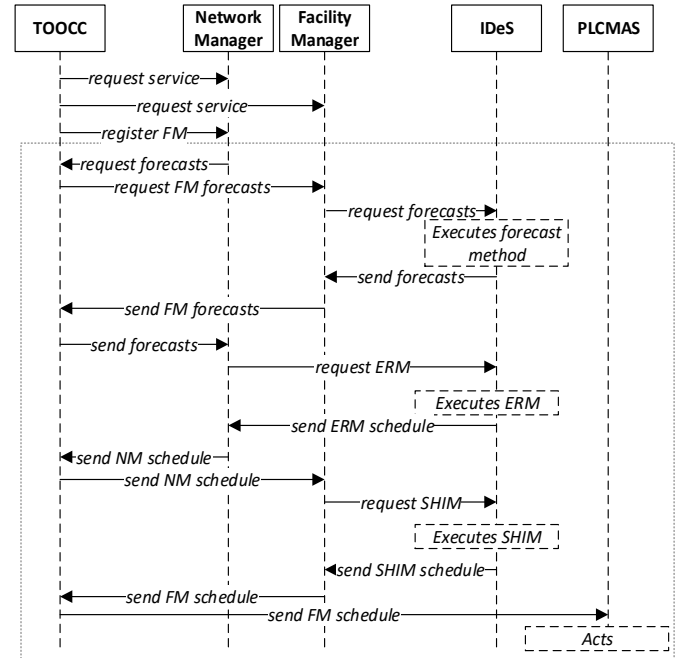 TOOCC
Network
Manager
Facility
Manager
IDeS
PLCMAS
request service
request service
register FM
request forecasts
request FM forecasts
request forecasts
Executes forecast
method
send forecasts
send FM forecasts
send forecasts
request ERM
Executes ERM
send ERM schedule
send NM schedule
send NM schedule
request SHIM
Executes SHIM
send SHIM schedule
send FM schedule
send FM schedule
Acts